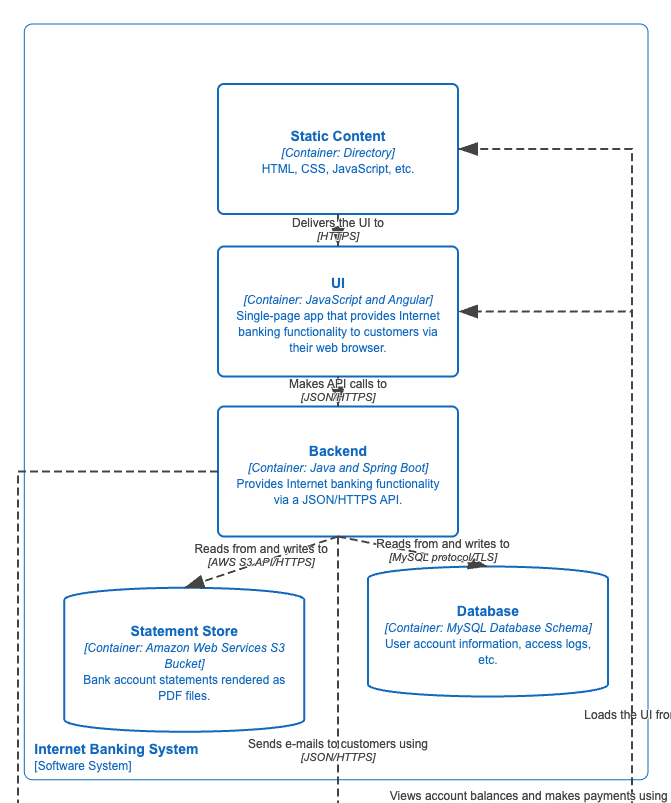 Static Content
[Container: Directory]
HTML, CSS, JavaScript, etc.
Delivers the UI to
[HTTPS]
UI
[Container: JavaScript and Angular]
Single-page app that provides Internet
banking functionality to customers via
their web browser.
Makes API calls to
[JSON/HTTPS]
Backend
[Container: Java and Spring Boot]
Provides Internet banking functionality
via a JSON/HTTPS API.
Reads from and writes to
[AWS S3 API/HTTPS]
Reads from and writes to
[MySQL protocol/TLS]
Statement Store
[Container: Amazon Web Services S3
Bucket]
Bank account statements rendered as
PDF files.
Database
[Container: MySQL Database Schema]
User account information, access logs,
etc.
Loads the UI from
Sends e-mails to customers using
[JSON/HTTPS]
Internet Banking System
[Software System]
Views account balances and makes payments using